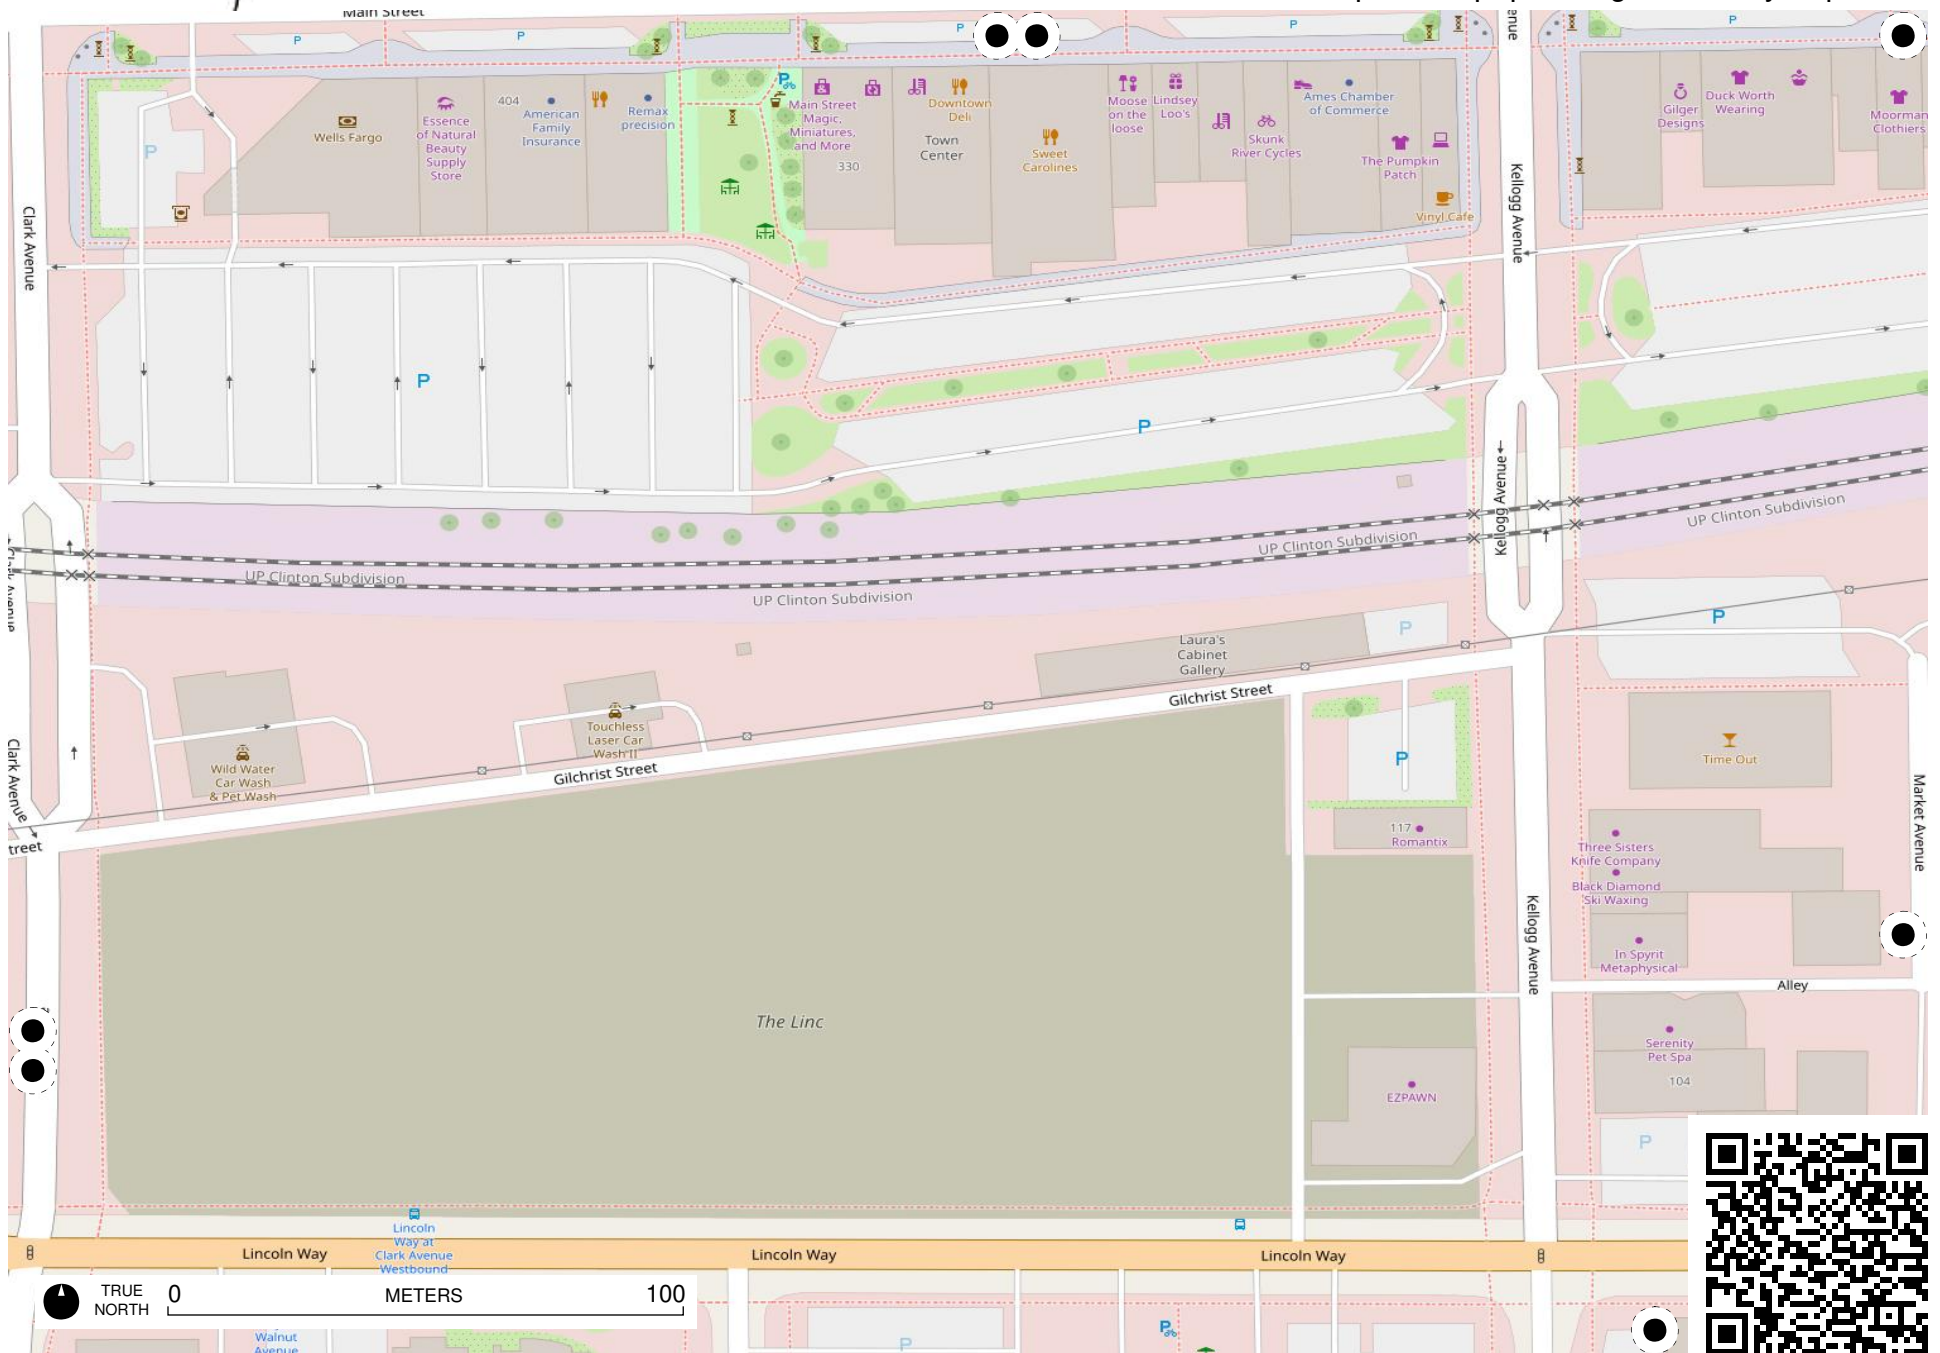 Main Street
P
P
P
P
P
404
American
Family
Insurance
Remax
precision
Essence
of Natural
Beauty
Supply
Store
Wells Fargo
P
Main Street
Magic,
Miniatures,
and More
330
Downtown
Deli
Town
Center
Sweet
Carolines
Moose
on the
loose
Lindsey
Loo's
Skunk
River Cycles
Ames Chamber
of Commerce
The Pumpkin
Patch
Vinyl Cafe
Gilger
Designs
Duck Worth
Wearing
Moorman
Clothiers
P
Clark Avenue
Kellogg Avenue
P
P
Kellogg Avenue
UP Clinton Subdivision
UP Clinton Subdivision
UP Clinton Subdivision
UP Clinton Subdivision
Clark Avenue
Laura's
Cabinet
Gallery
P
P
Gilchrist Street
Gilchrist Street
Touchless
Laser Car
Wash II
Wild Water
Car Wash
& Pet Wash
Clark Avenue
treet
P
117
Romantix
Time Out
Market Avenue
Three Sisters
Knife Company
Black Diamond
Ski Waxing
In Spyrit
Metaphysical
Kellogg Avenue
Alley
The Linc
Serenity
Pet Spa
104
EZPAWN
P
Lincoln
Way at
Clark Avenue
Westbound
Lincoln Way
Lincoln Way
Lincoln Way
TRUE
NORTH
0
METERS
100
Walnut
Avenue
P
P